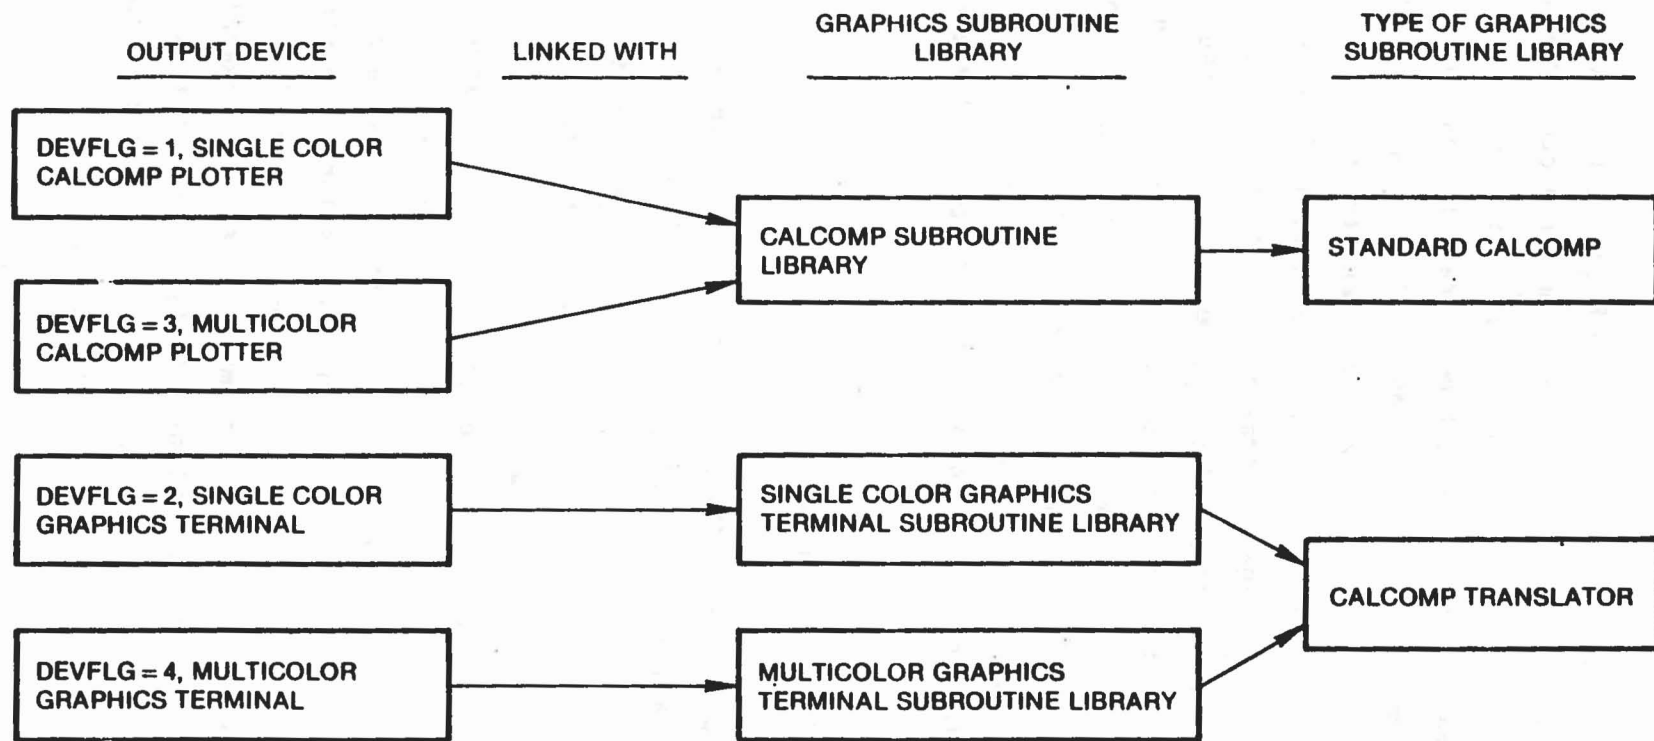 OUTPUT DEVICE
LINKED WITH
GRAPHICS SUBROUTINE
LIBRARY
TYPE OF GRAPHICS
SUBROUTINE LIBRARY
DEVFLG = 1, SINGLE COLOR
CALCOMP PLOTTER
DEVFLG = 3, MULTICOLOR
CALCOMP PLOTTER
CALCOMP SUBROUTINE
LIBRARY
STANDARD CALCOMP
DEVFLG = 2, SINGLE COLOR
GRAPHICS TERMINAL
SINGLE COLOR GRAPHICS
TERMINAL SUBROUTINE LIBRARY
DEVFLG = 4, MULTICOLOR
GRAPHICS TERMINAL
MULTICOLOR GRAPHICS
TERMINAL SUBROUTINE LIBRARY
CALCOMP TRANSLATOR